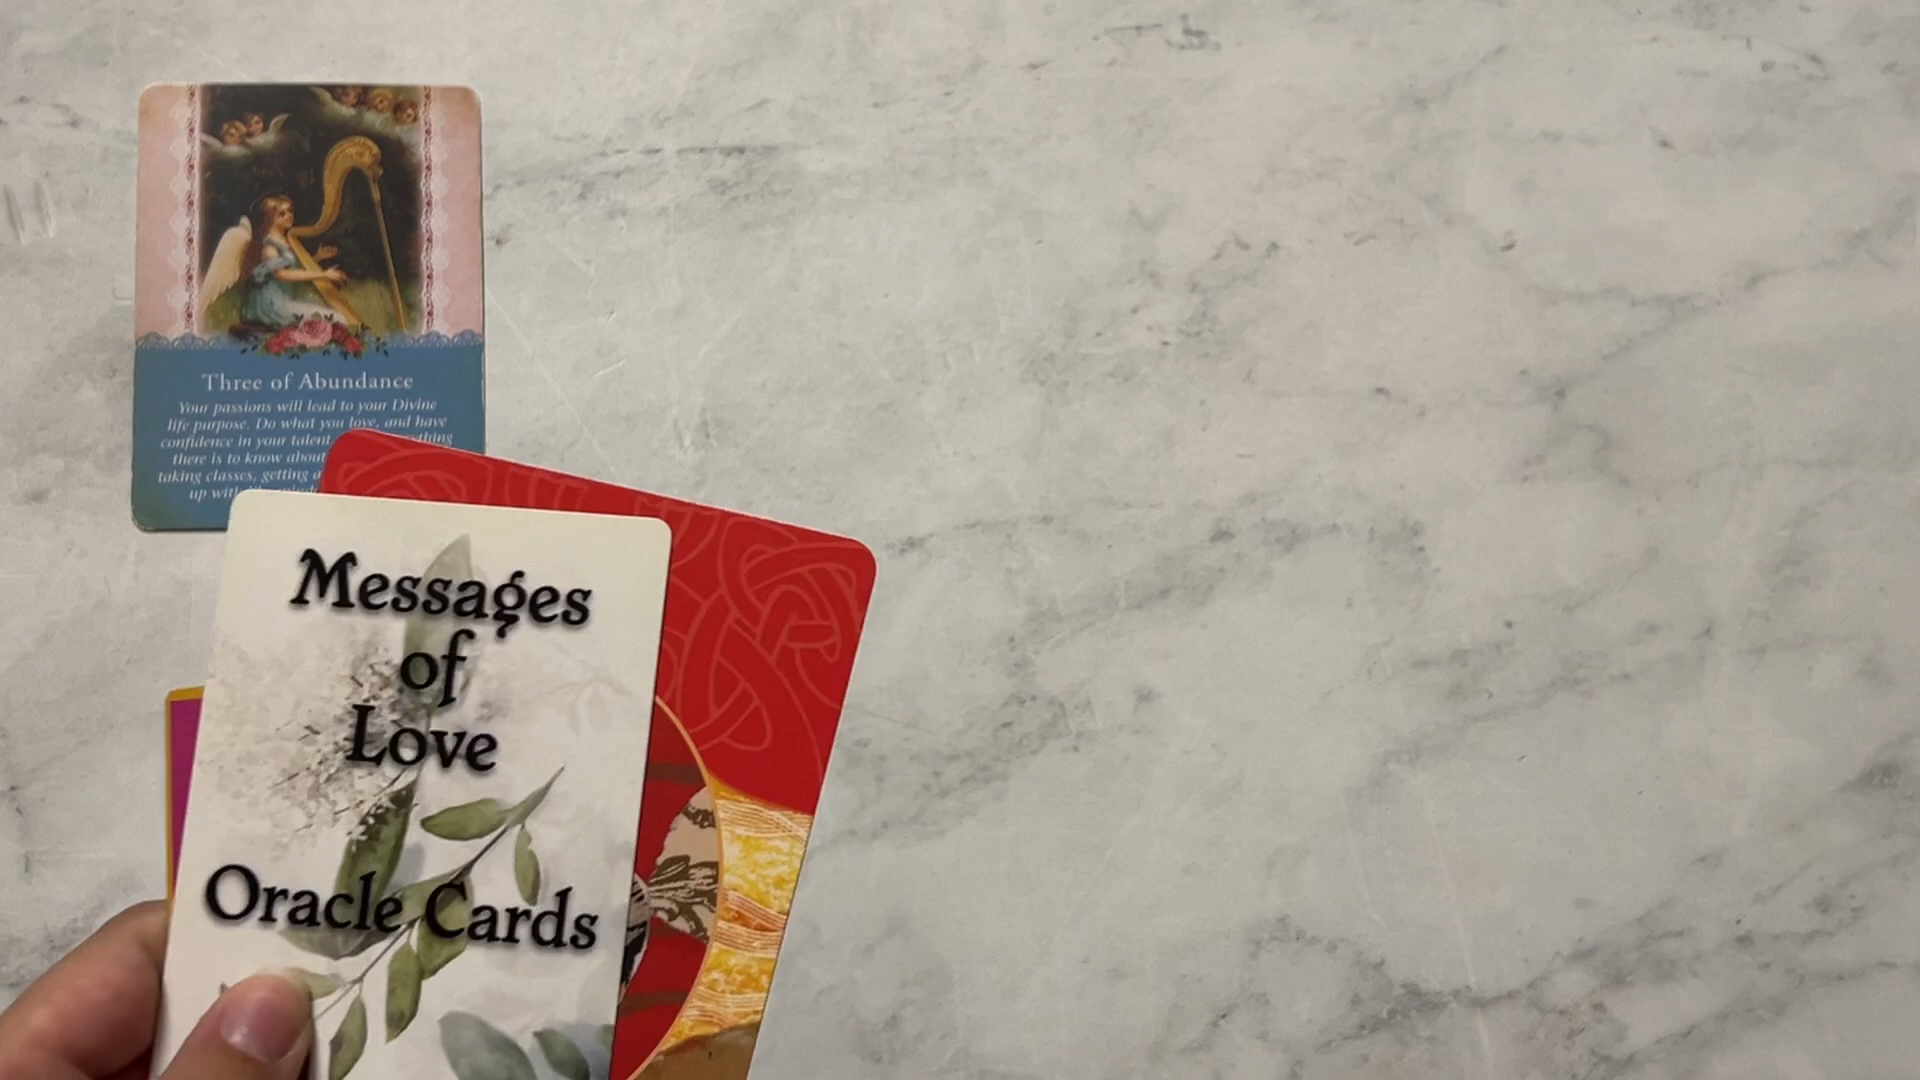 Three of Abundance
Your passions will lead to your Divine
life purpose. Do what you love, and have
confidence in your talent
there is to know about
taking classes, getting
up with
Messages
of
Love
Oracle Cards